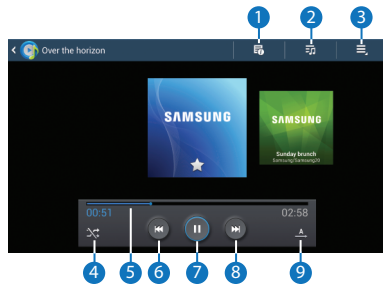 1 2 3
Over the horizon
SAMSUNG
SAMSUNG
Sunday brunch
Samsung/Samsung20
00:51 02:58
A
4 5 6 7 8 9